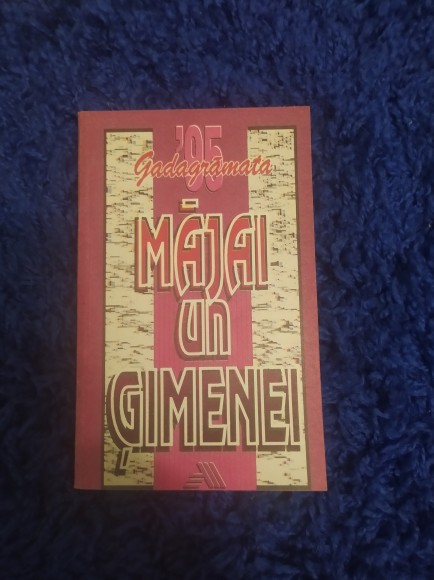 '95
Gadagrāmata
MĀJAI
un
ĢIMENEI